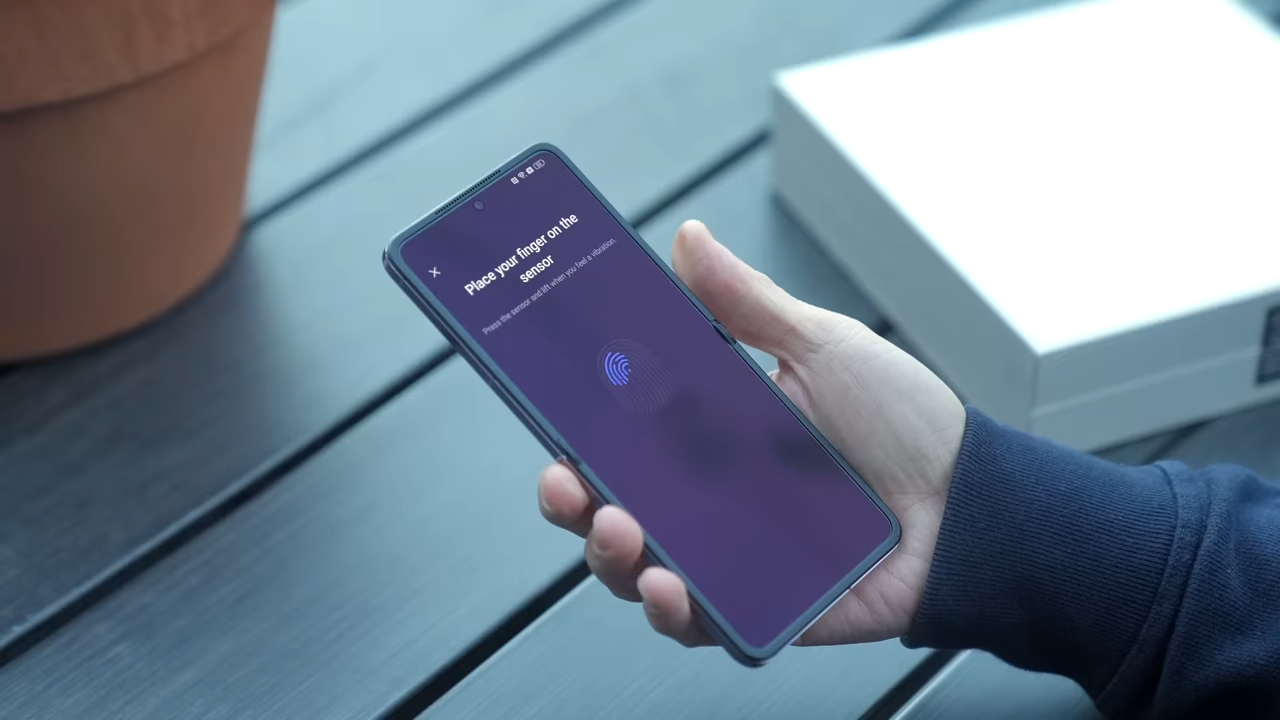 Place your finger on the
sensor
Press the sensor and lift when you feel a vibration.